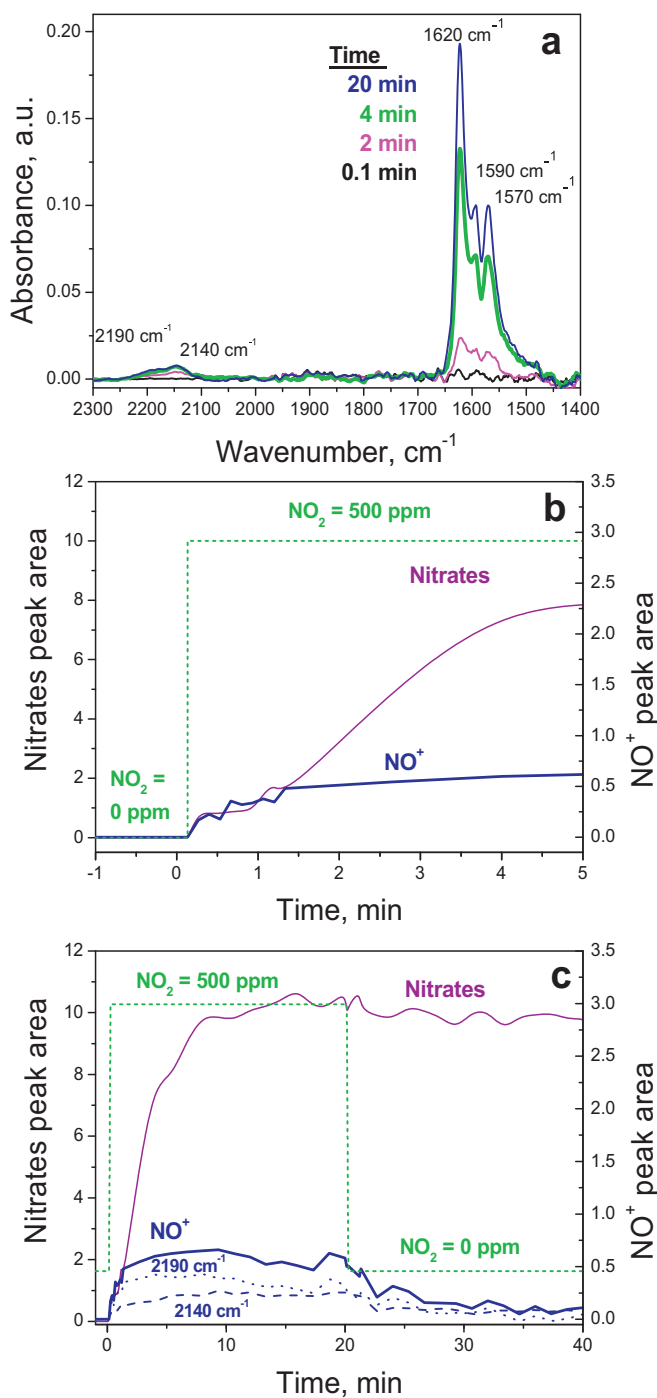 a
1620 cm⁻¹
Time
20 min
4 min
2 min
0.1 min
1590 cm⁻¹
1570 cm⁻¹
2190 cm⁻¹
2140 cm⁻¹
Absorbance, a.u.
0.20
0.15
0.10
0.05
0.00
2300 2200 2100 2000 1900 1800 1700 1600 1500 1400
Wavenumber, cm⁻¹
b
NO₂ = 500 ppm
Nitrates
NO₂ =
0 ppm
NO⁺
Nitrates peak area
12
10
8
6
4
2
0
NO⁺ peak area
3.5
3.0
2.5
2.0
1.5
1.0
0.5
0.0
-1 0 1 2 3 4 5
Time, min
c
NO₂ = 500 ppm
Nitrates
NO⁺
2190 cm⁻¹
2140 cm⁻¹
NO₂ = 0 ppm
Nitrates peak area
12
10
8
6
4
2
0
NO⁺ peak area
3.5
3.0
2.5
2.0
1.5
1.0
0.5
0.0
0 10 20 30 40
Time, min